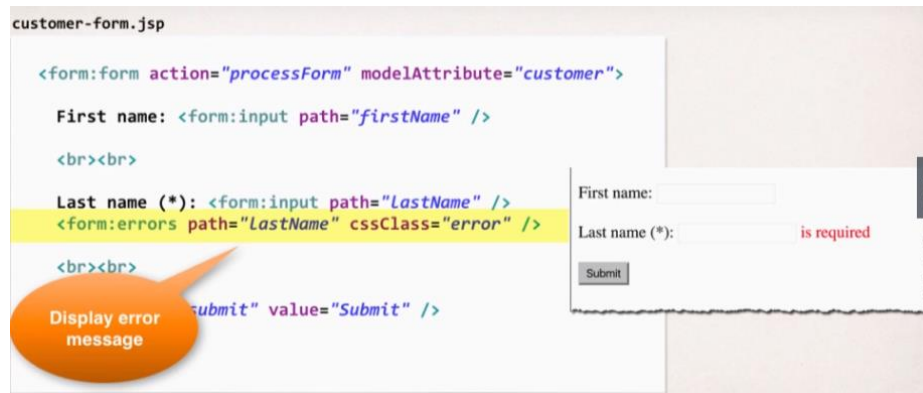 customer-form.jsp
<form:form action="processForm" modelAttribute="customer">
First name: <form:input path="firstName" />
<br><br>
Last name (*): <form:input path="lastName" />
<form:errors path="lastName" cssClass="error" />
<br><br>
submit" value="Submit" />
Display error
message
First name:
Last name (*): is required
Submit